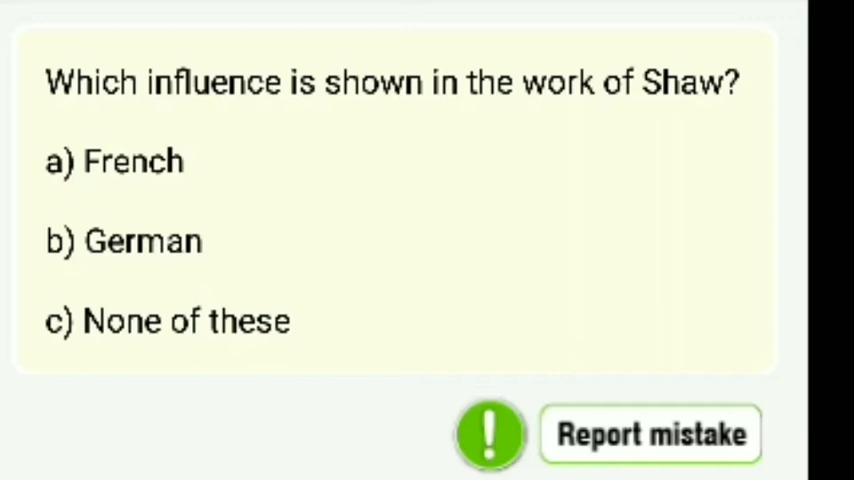 Which influence is shown in the work of Shaw?
a) French
b) German
c) None of these
! Report mistake